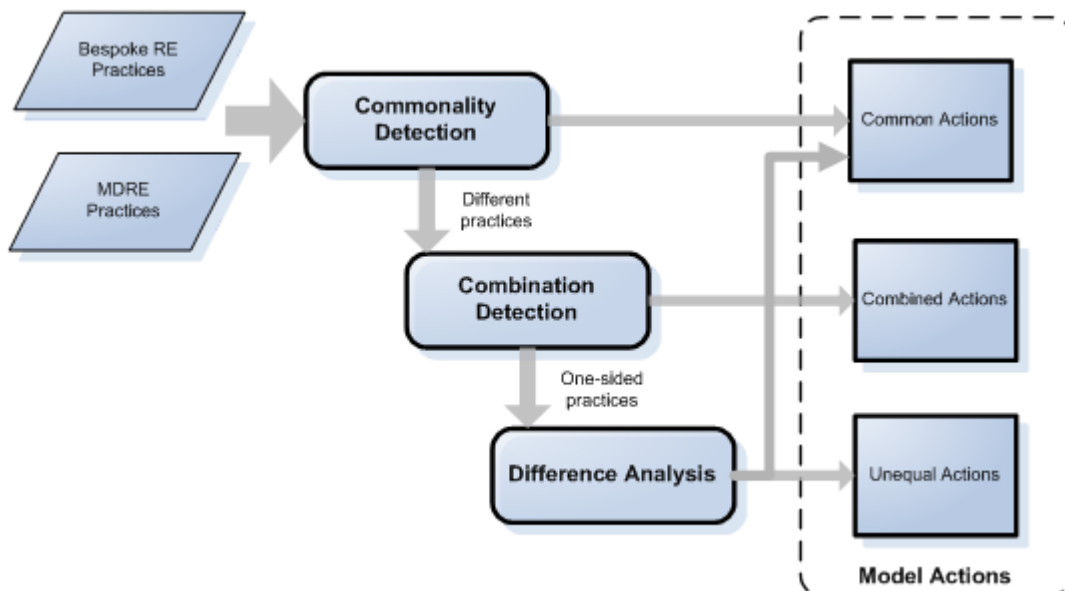 Bespoke RE
Practices
MDRE
Practices
Commonality
Detection
Different
practices
Combination
Detection
One-sided
practices
Difference Analysis
Common Actions
Combined Actions
Unequal Actions
Model Actions